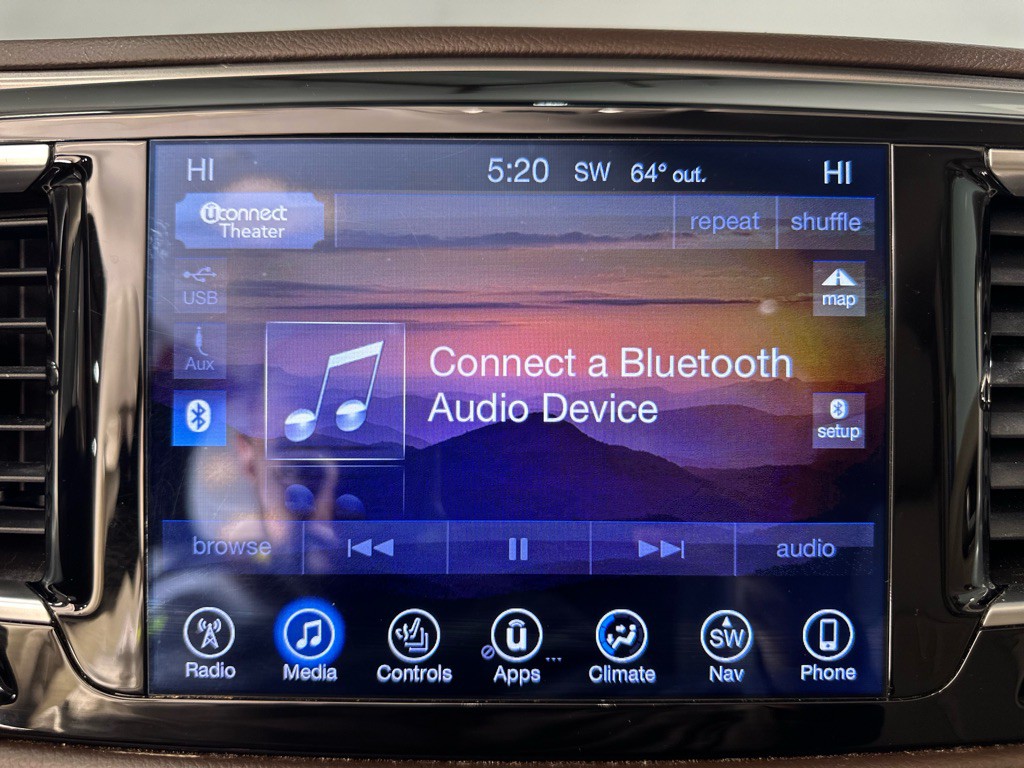 HI 5:20 SW 64° out. HI
Uconnect
Theater
repeat shuffle
USB
map
Aux
Connect a Bluetooth
Audio Device
setup
browse audio
Radio Media Controls Apps Climate SW Nav Phone